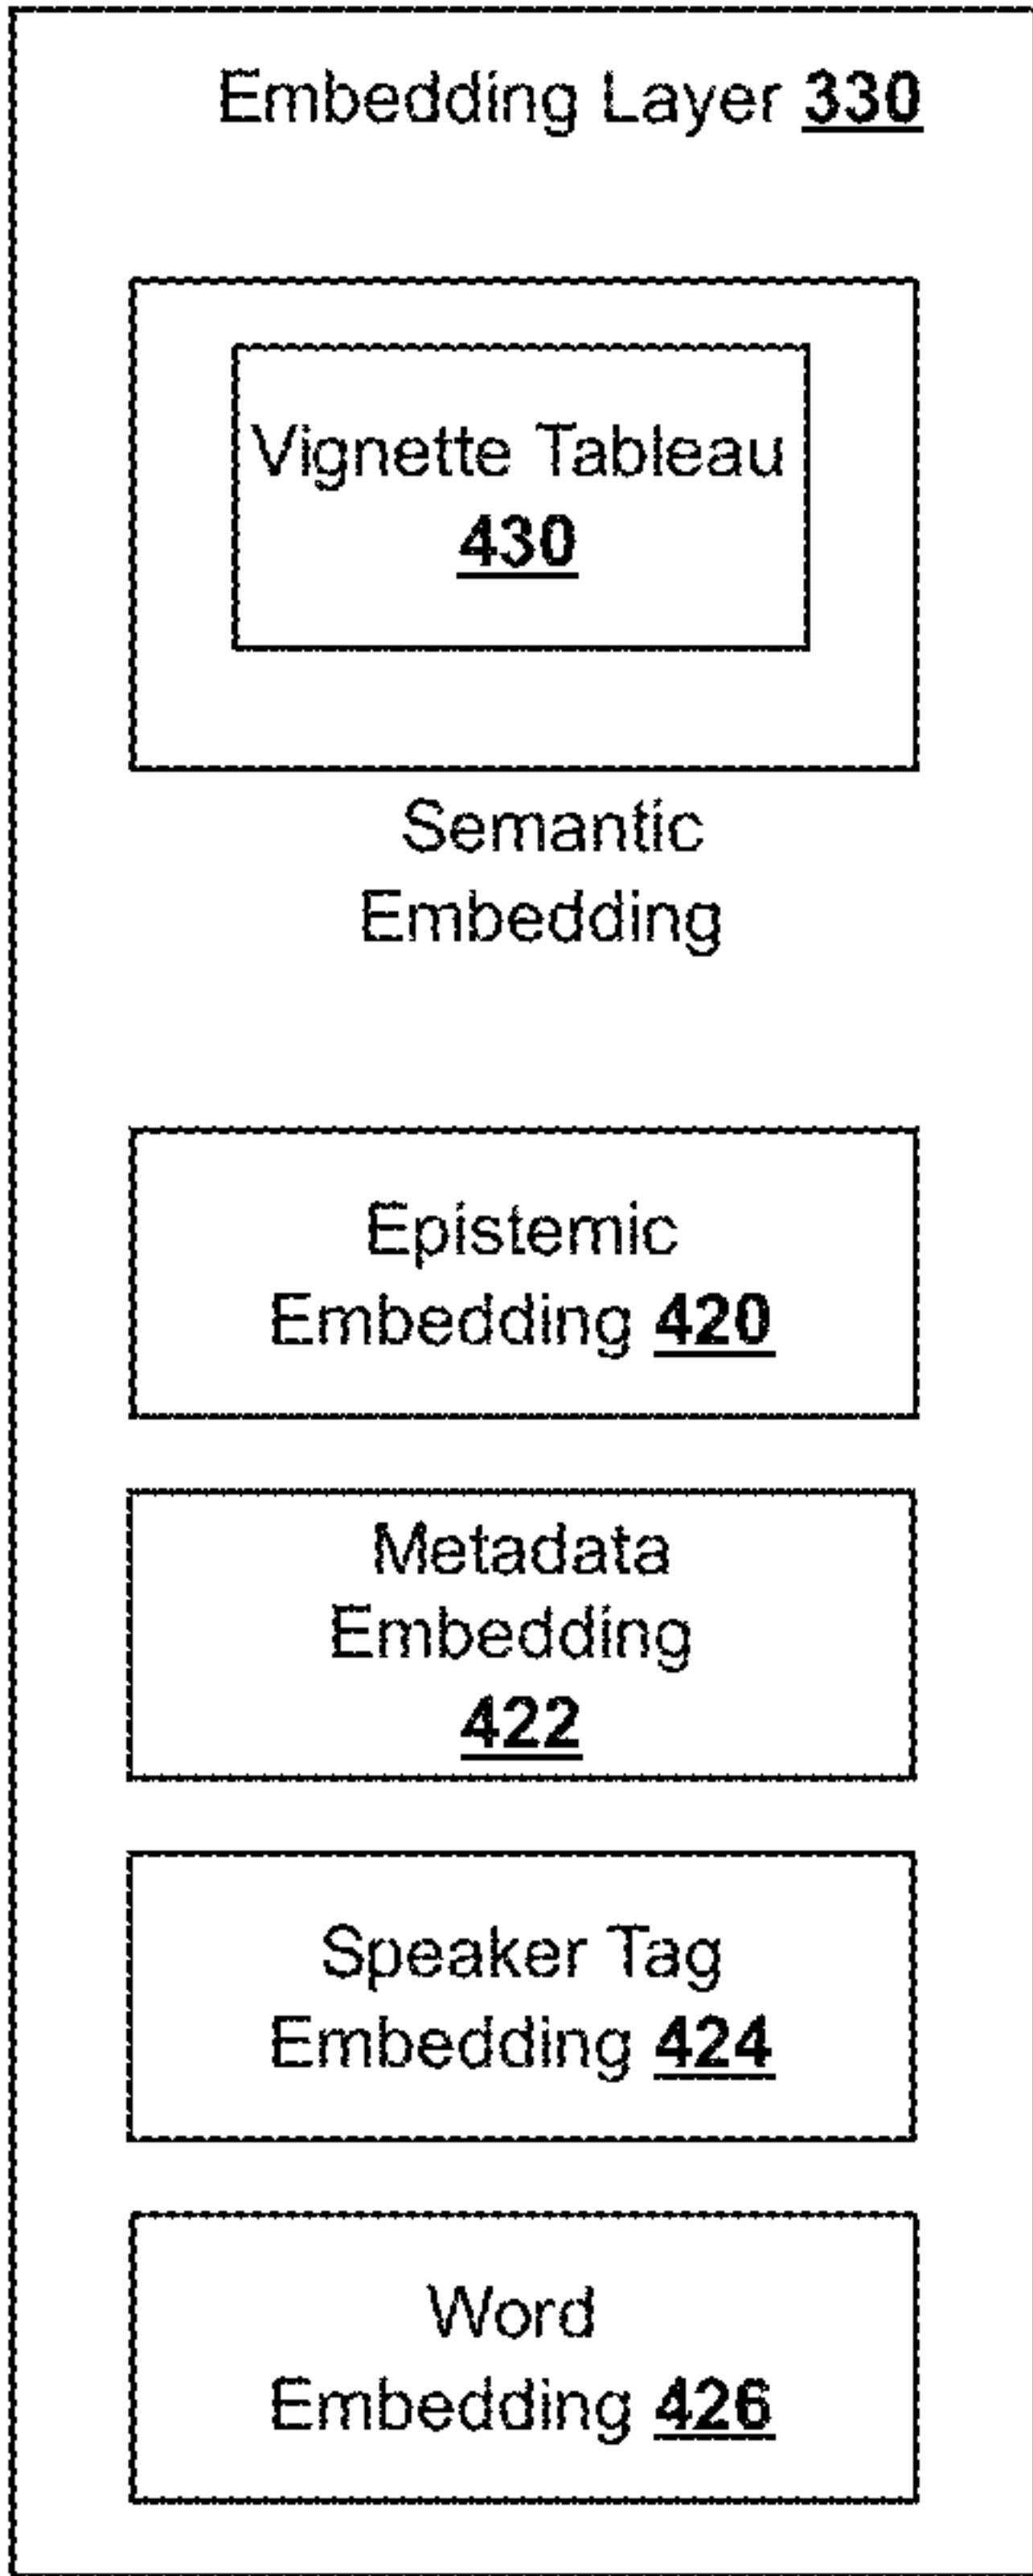 Embedding Layer 330
Vignette Tableau
430
Semantic
Embedding
Epistemic
Embedding 420
Metadata
Embedding
422
Speaker Tag
Embedding 424
Word
Embedding 426